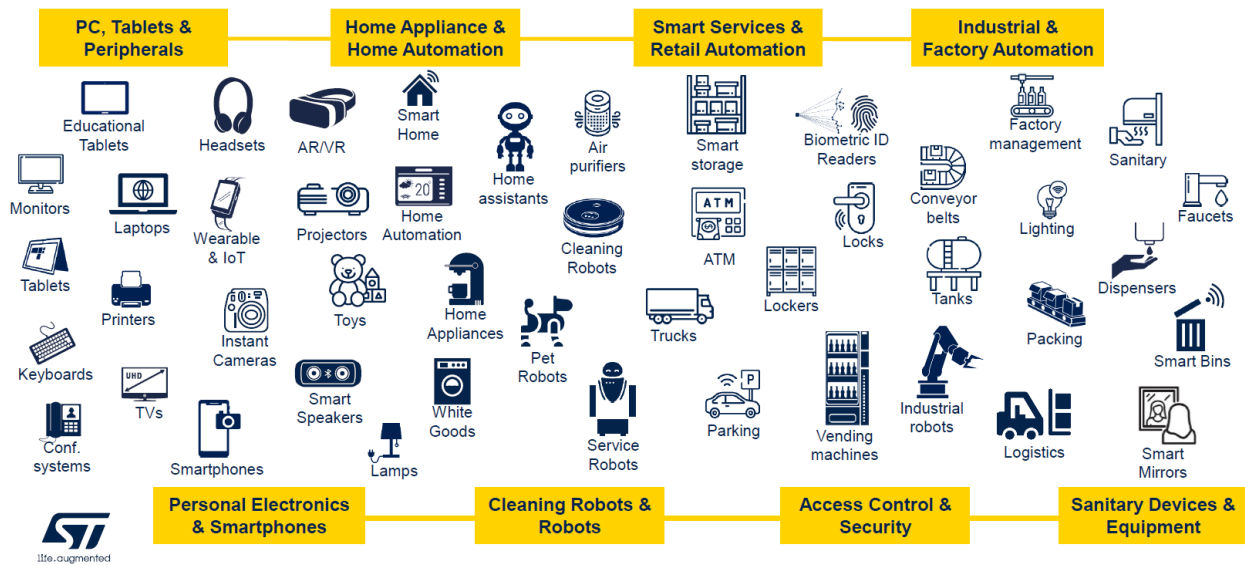 PC, Tablets &
Peripherals
Home Appliance &
Home Automation
Smart Services &
Retail Automation
Industrial &
Factory Automation
Educational
Tablets
Headsets
AR/VR
Smart
Home
Home
assistants
Air
purifiers
Smart
storage
Biometric ID
Readers
Factory
management
Sanitary
Monitors
Laptops
Wearable
& IoT
Projectors
20°
Home
Automation
Cleaning
Robots
ATM
ATM
Locks
Conveyor
belts
Lighting
Faucets
Tablets
Printers
Instant
Cameras
Toys
Home
Appliances
Pet
Robots
Trucks
Lockers
Tanks
Packing
Dispensers
Smart Bins
Keyboards
UHD
TVs
Smart
Speakers
White
Goods
Service
Robots
P
Parking
Vending
machines
Industrial
robots
Logistics
Smart
Mirrors
Conf.
systems
Smartphones
Lamps
Personal Electronics
& Smartphones
Cleaning Robots &
Robots
Access Control &
Security
Sanitary Devices &
Equipment
ST
life.augmented